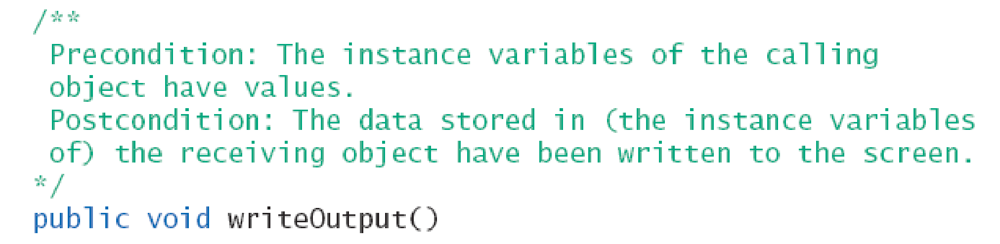 /**
Precondition: The instance variables of the calling
object have values.
Postcondition: The data stored in (the instance variables
of) the receiving object have been written to the screen.
*/
public void writeOutput()